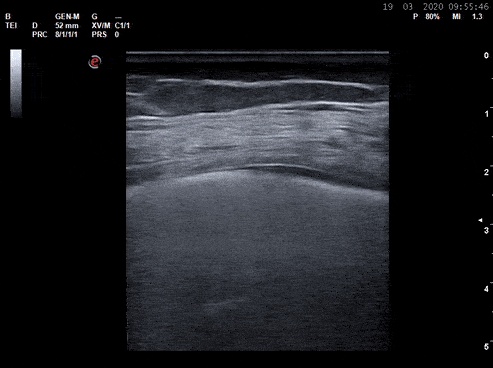 19 03 2020 09:55:46
B GEN-M G --- P 80% MI 1.3
TEI D 52 mm XV/M C1/1
PRC 8/1/1/1 PRS 0
e
0
1
2
3
4
5